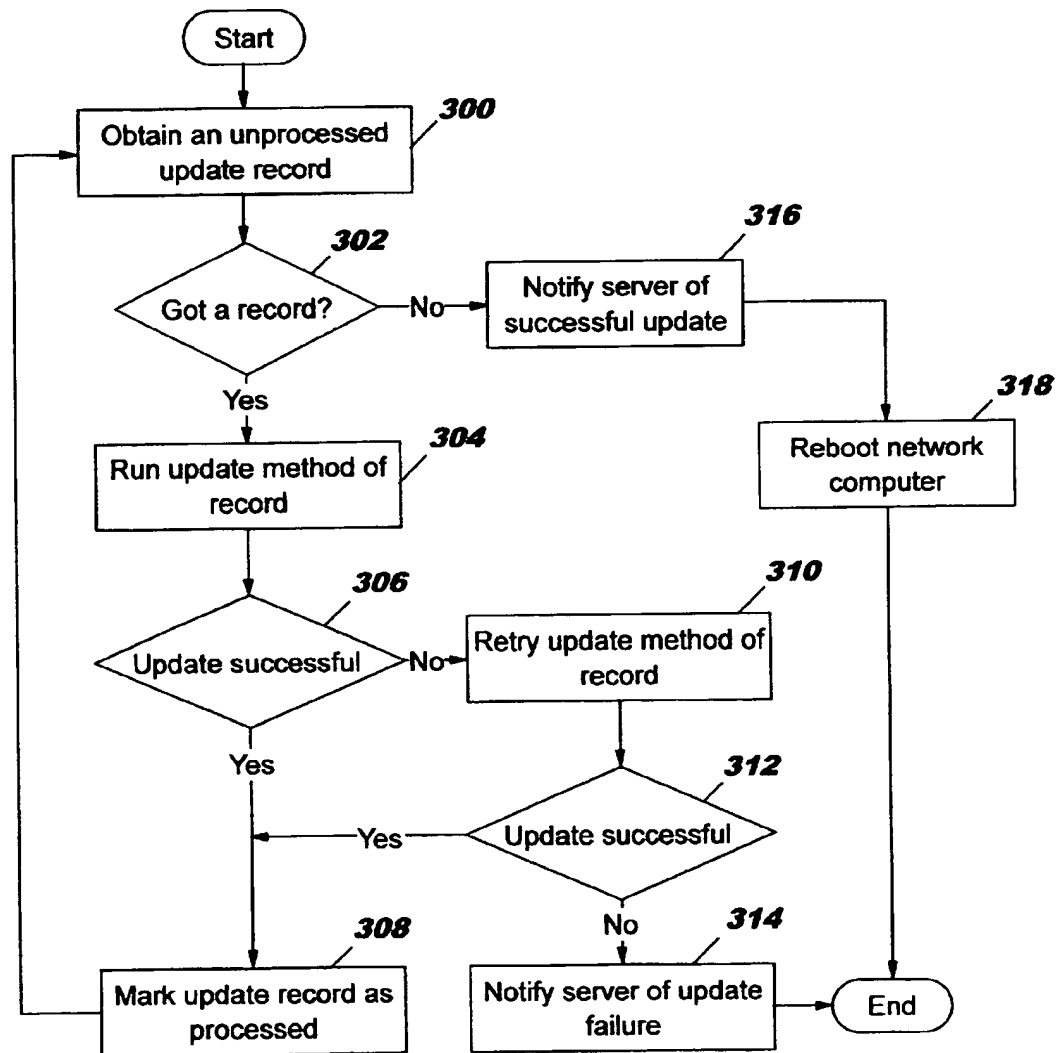 Start
300
Obtain an unprocessed
update record
302
Got a record?
No
316
Notify server of
successful update
Yes
318
Reboot network
computer
304
Run update method of
record
306
Update successful
No
310
Retry update method of
record
Yes
312
Update successful
Yes
No
308
Mark update record as
processed
314
Notify server of update
failure
End